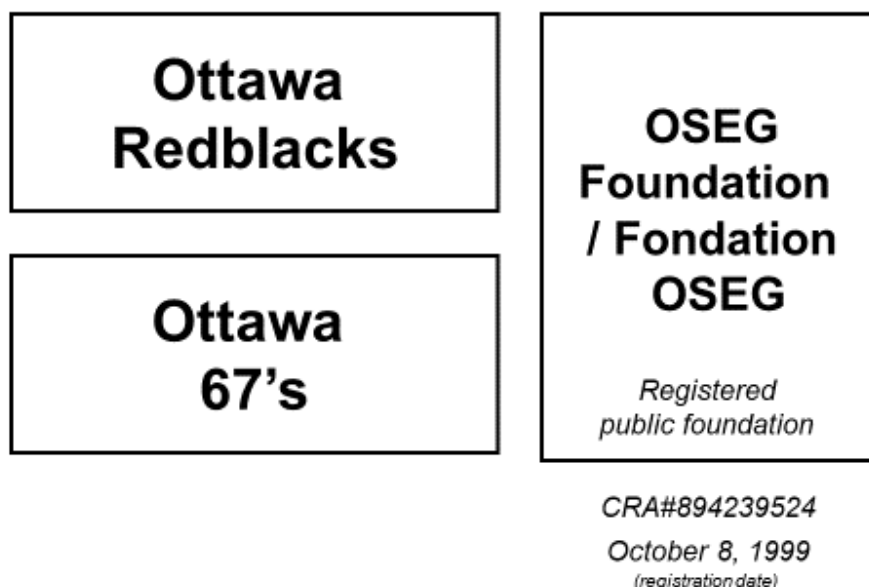 Ottawa
Redblacks
Ottawa
67’s
OSEG
Foundation
/ Fondation
OSEG
Registered
public foundation
CRA#894239524
October 8, 1999
(registration date)